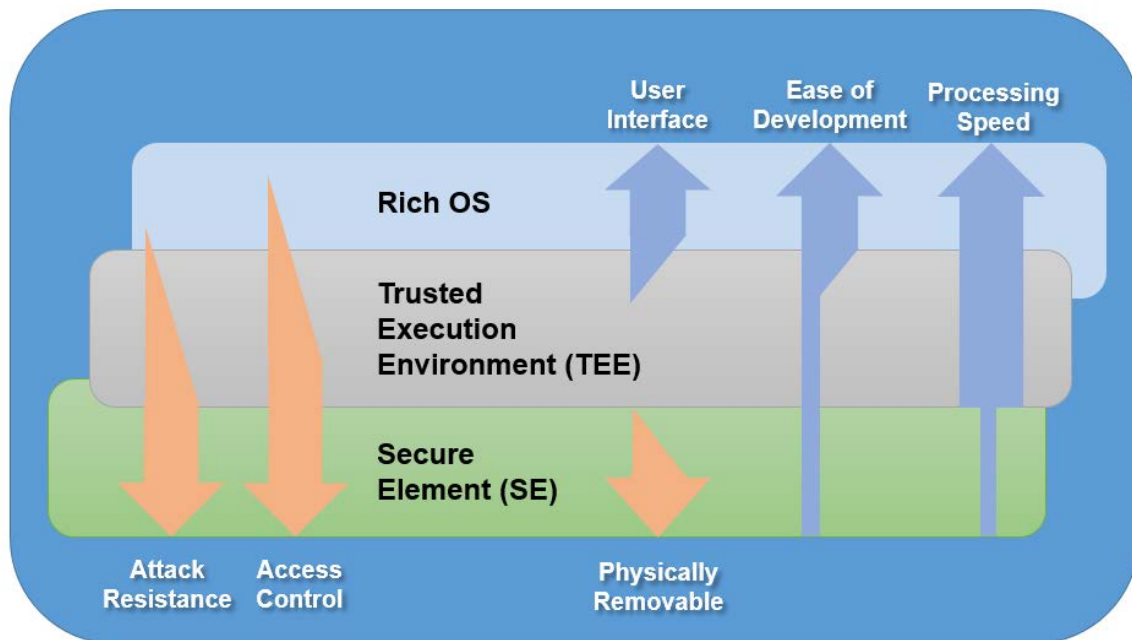 User
Interface
Ease of
Development
Processing
Speed
Rich OS
Trusted
Execution
Environment (TEE)
Secure
Element (SE)
Attack
Resistance
Access
Control
Physically
Removable